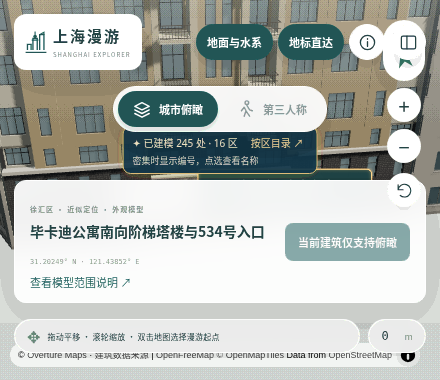 上海漫游
SHANGHAI EXPLORER
地面与水系
地标直达
城市俯瞰
第三人称
✦ 已建模 245 处 · 16 区 按区目录 ↗
密集时显示编号，点选查看名称
徐汇区 · 近似定位 · 外观模型
毕卡迪公寓南向阶梯塔楼与534号入口
31.20249° N · 121.43852° E
查看模型范围说明 ↗
当前建筑仅支持俯瞰
拖动平移 · 滚轮缩放 · 双击地图选择漫游起点
0 m
© Overture Maps · 建筑数据来源 | OpenFreeMap © OpenMapTiles Data from OpenStreetMap